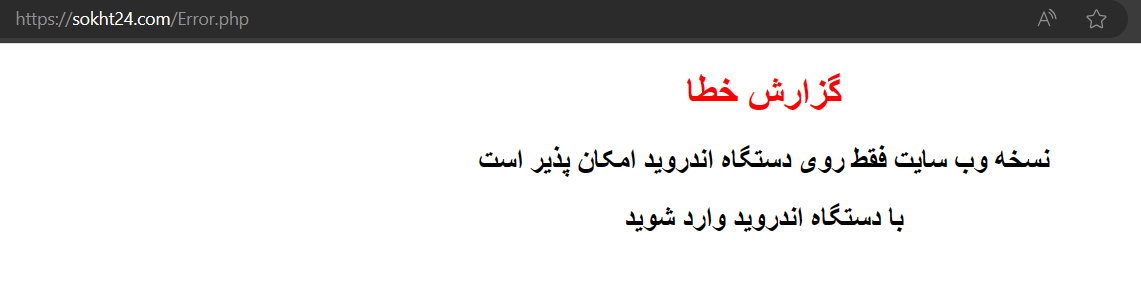 https://sokht24.com/Error.php
گزارش خطا
نسخه وب سایت فقط روی دستگاه اندروید امکان پذیر است
با دستگاه اندروید وارد شوید